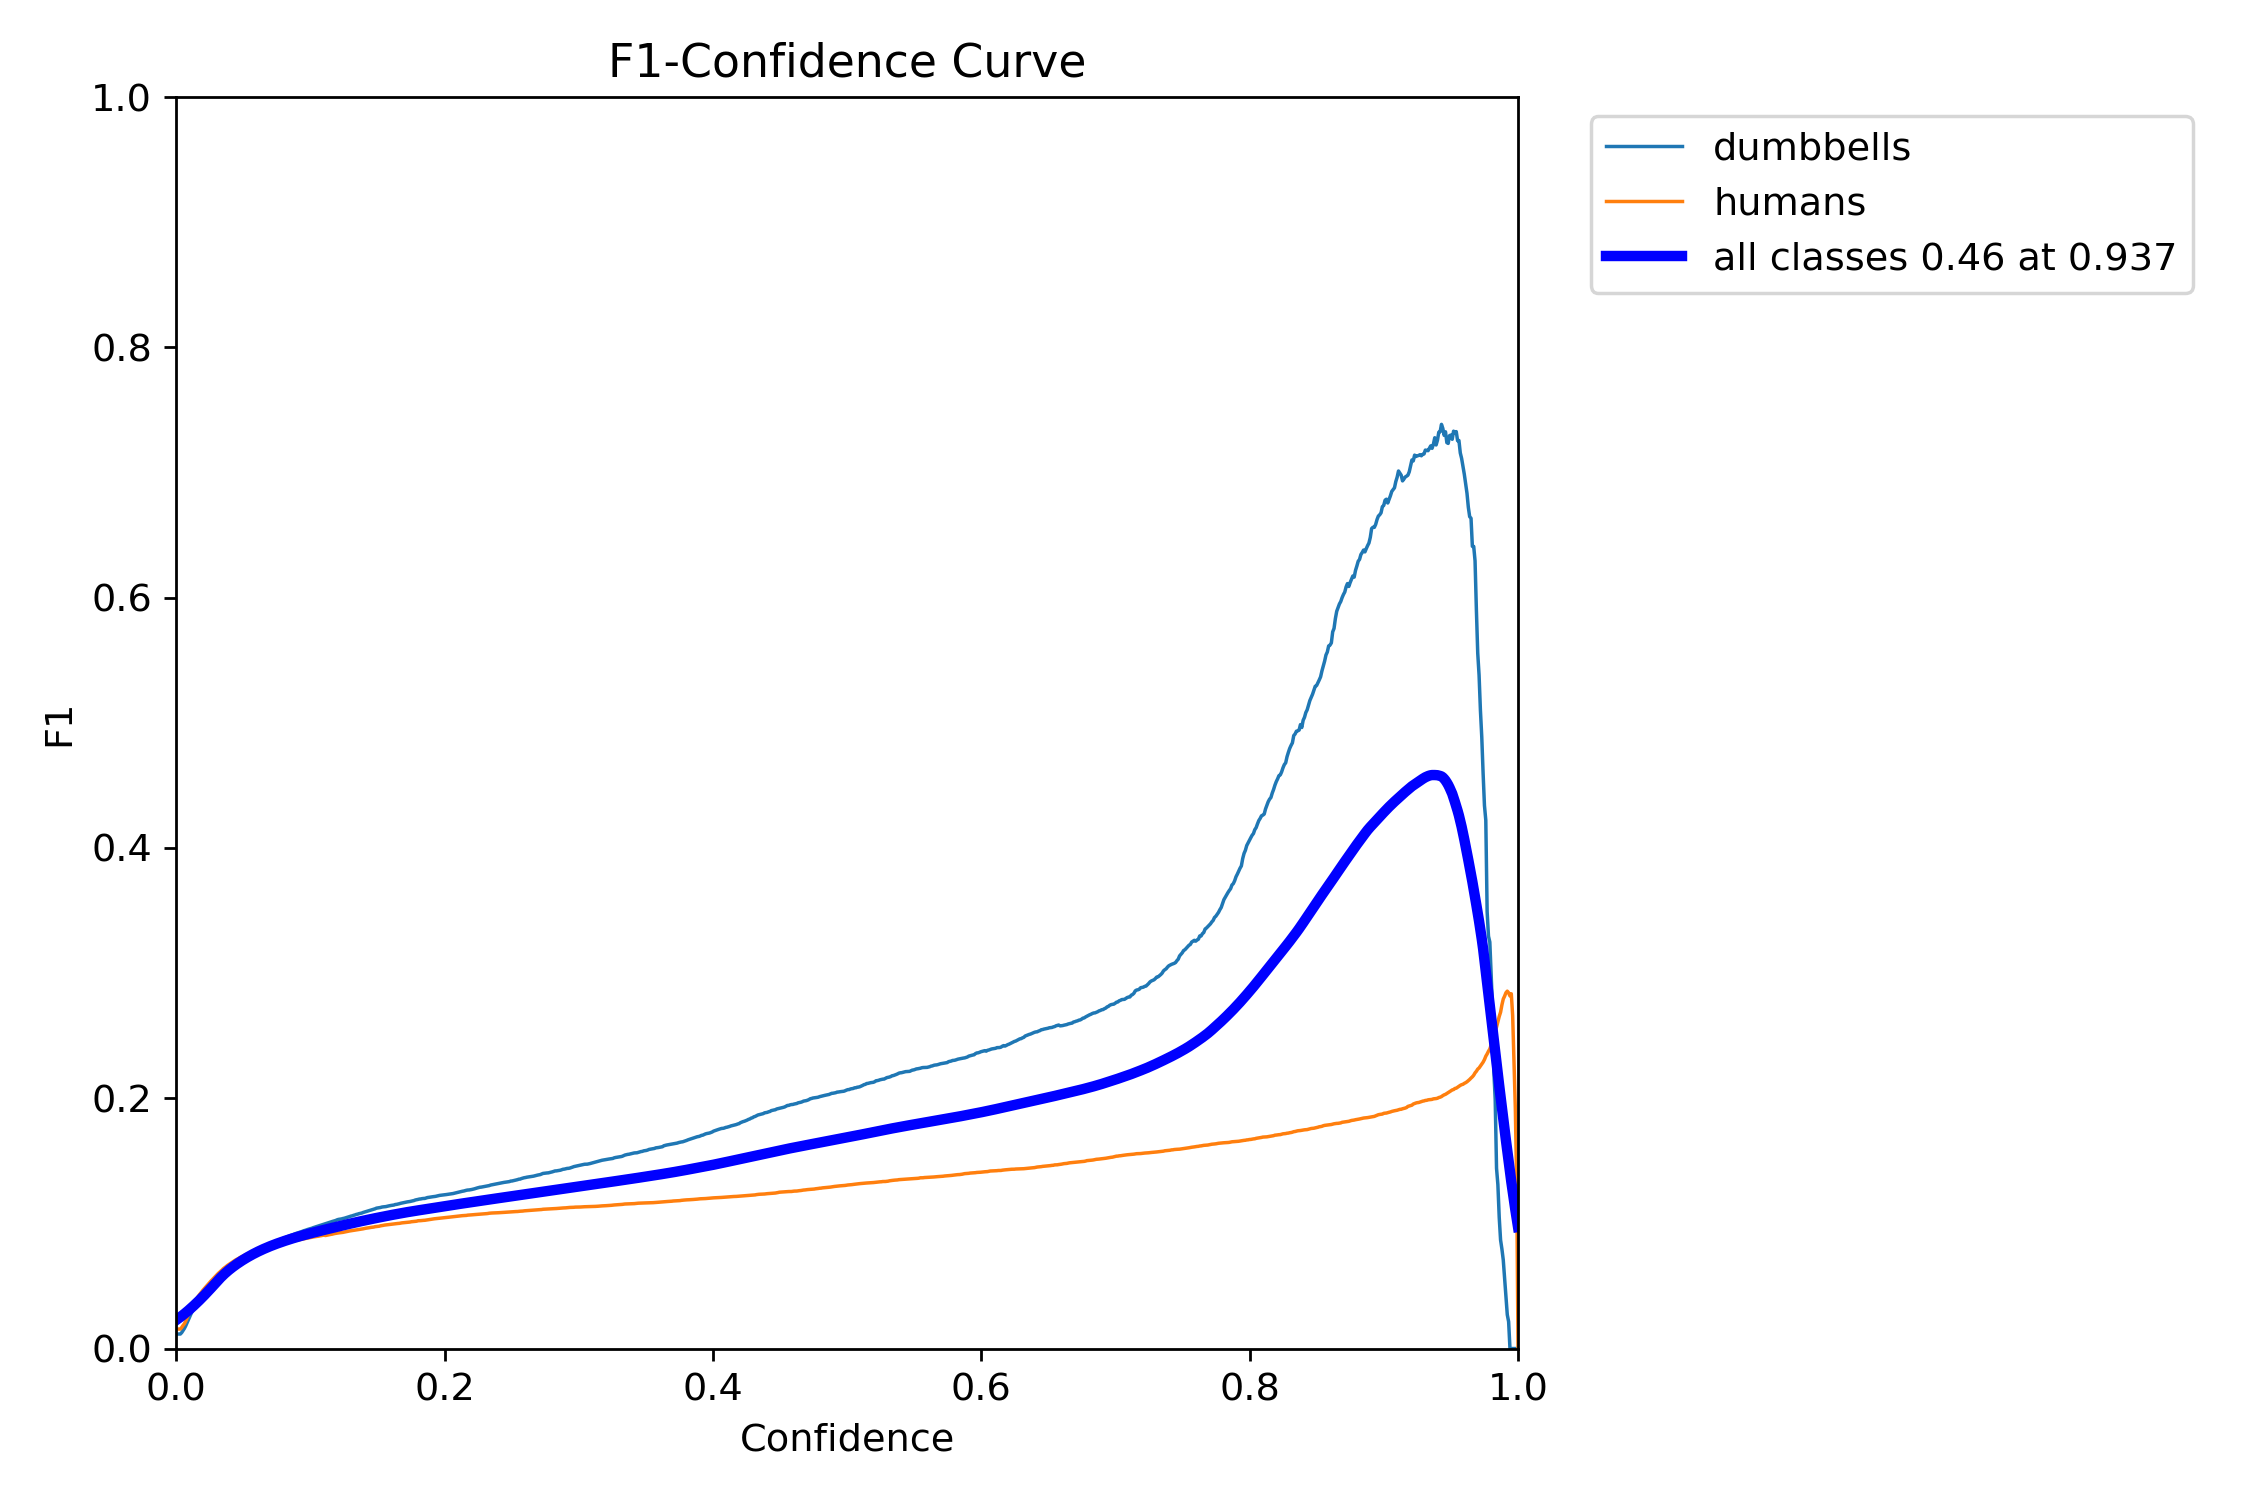 F1-Confidence Curve
1.0
0.8
0.6
0.4
0.2
0.0
F1
0.0 0.2 0.4 0.6 0.8 1.0
Confidence
dumbbells
humans
all classes 0.46 at 0.937